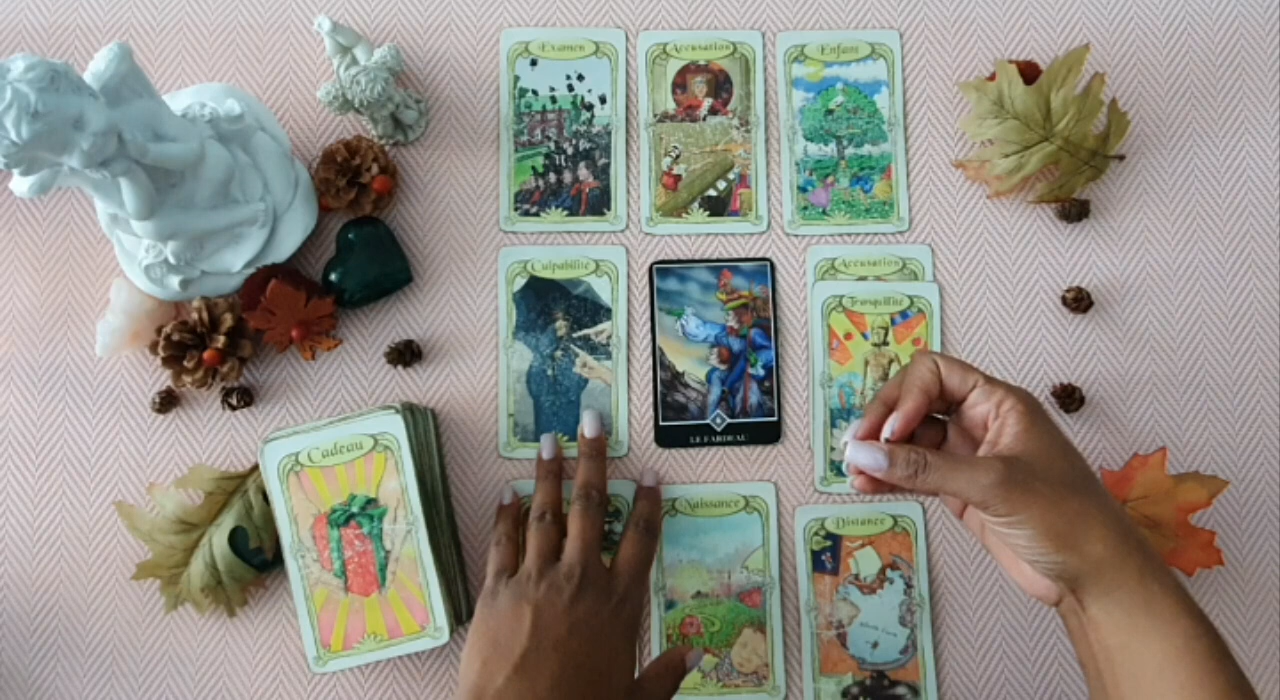 Examen
Accusation
Enfant
Culpabilité
Accusation
Tranquillité
LE FARDEAU
Cadeau
Naissance
Distance